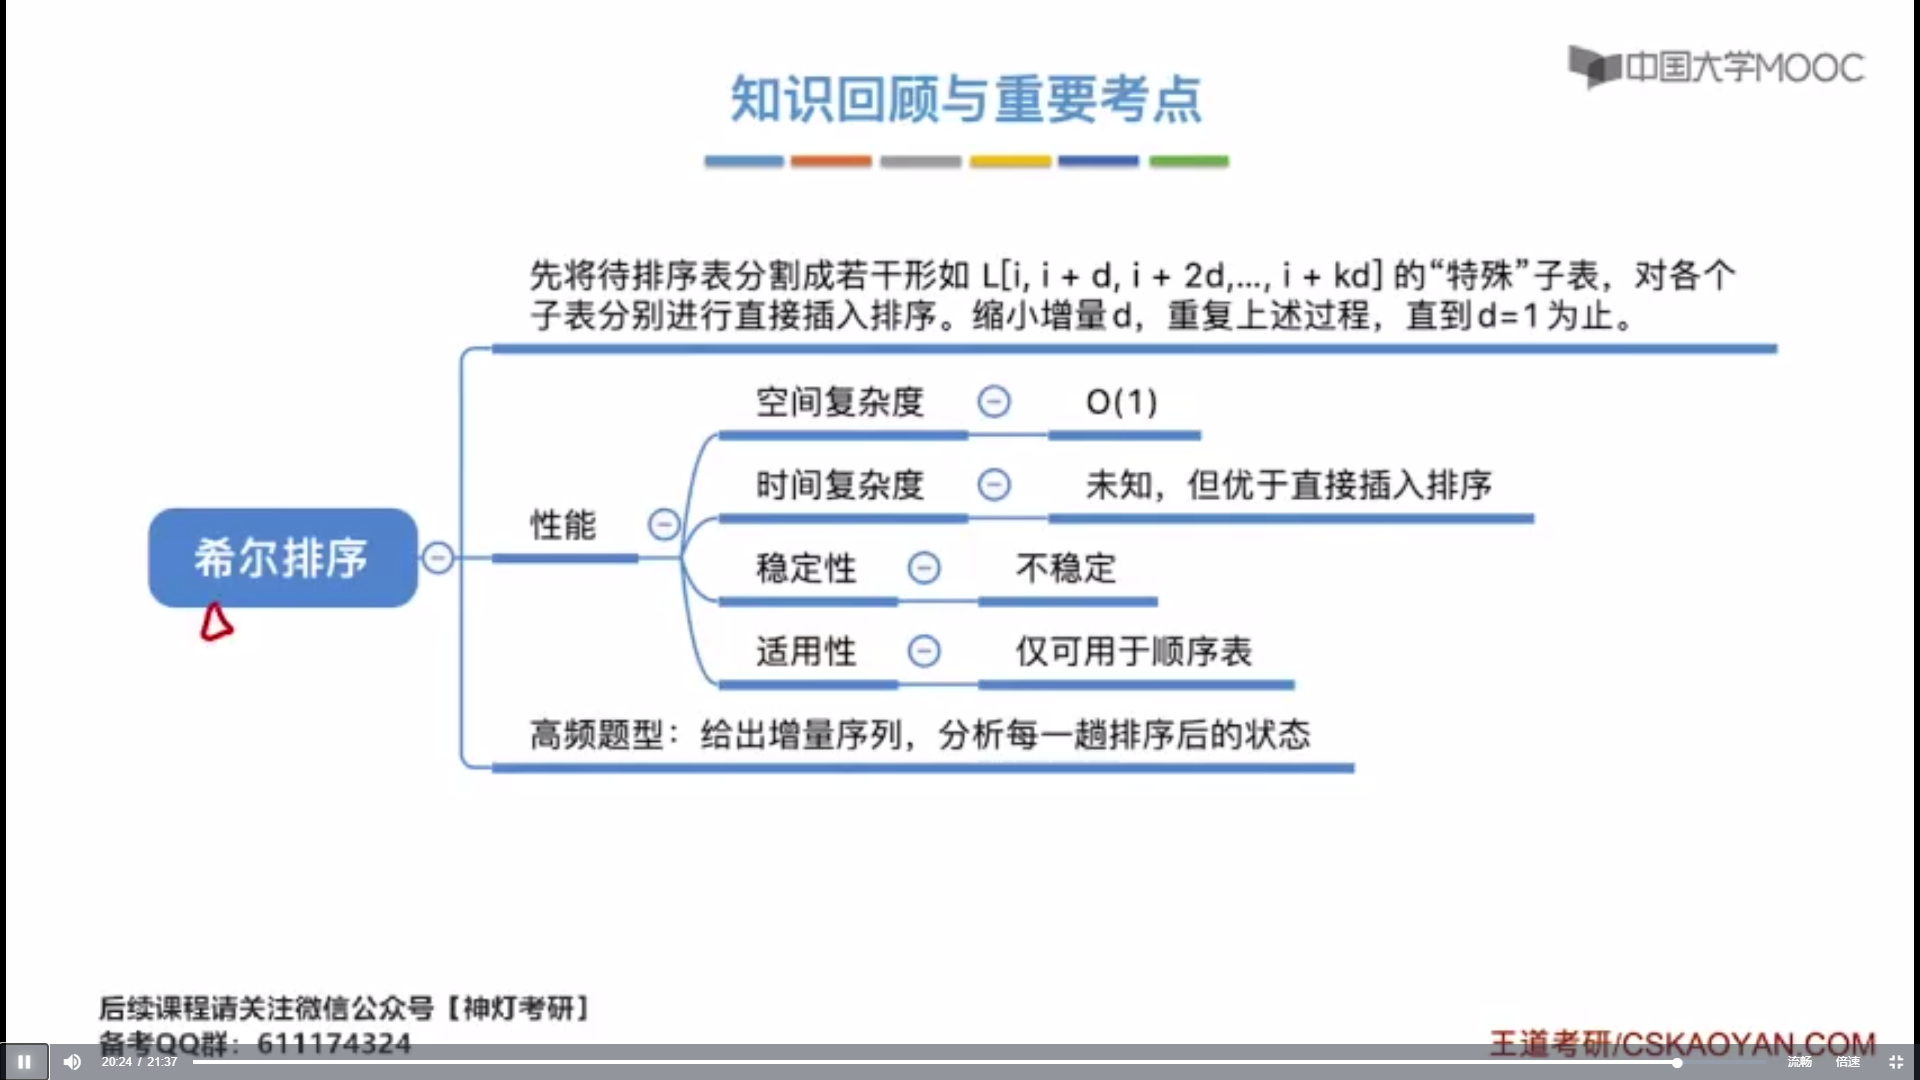 中国大学MOOC
知识回顾与重要考点
先将待排序表分割成若干形如 L[i, i + d, i + 2d,..., i + kd] 的“特殊”子表，对各个
子表分别进行直接插入排序。缩小增量d，重复上述过程，直到d=1为止。
空间复杂度 O(1)
时间复杂度 未知，但优于直接插入排序
性能
希尔排序
稳定性 不稳定
适用性 仅可用于顺序表
高频题型：给出增量序列，分析每一趟排序后的状态
后续课程请关注微信公众号【神灯考研】
备考QQ群：611174324
王道考研/CSKAOYAN.COM
20:24 / 21:37
流畅 倍速